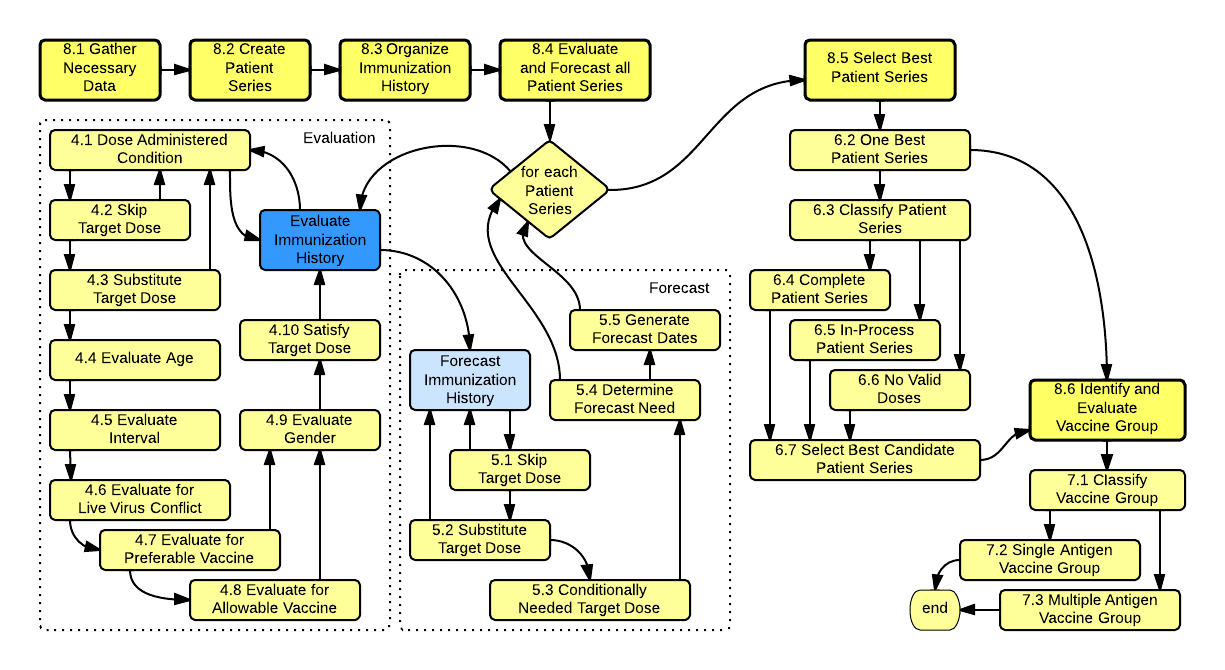 8.1 Gather
Necessary
Data
8.2 Create
Patient
Series
8.3 Organize
Immunization
History
8.4 Evaluate
and Forecast all
Patient Series
8.5 Select Best
Patient Series
Evaluation
4.1 Dose Administered
Condition
4.2 Skip
Target Dose
4.3 Substitute
Target Dose
4.4 Evaluate Age
4.5 Evaluate
Interval
4.6 Evaluate for
Live Virus Conflict
4.7 Evaluate for
Preferable Vaccine
4.8 Evaluate for
Allowable Vaccine
4.9 Evaluate
Gender
4.10 Satisfy
Target Dose
Evaluate
Immunization
History
for each
Patient
Series
Forecast
Forecast
Immunization
History
5.1 Skip
Target Dose
5.2 Substitute
Target Dose
5.3 Conditionally
Needed Target Dose
5.4 Determine
Forecast Need
5.5 Generate
Forecast Dates
6.2 One Best
Patient Series
6.3 Classify Patient
Series
6.4 Complete
Patient Series
6.5 In-Process
Patient Series
6.6 No Valid
Doses
6.7 Select Best Candidate
Patient Series
8.6 Identify and
Evaluate
Vaccine Group
7.1 Classify
Vaccine Group
7.2 Single Antigen
Vaccine Group
7.3 Multiple Antigen
Vaccine Group
end